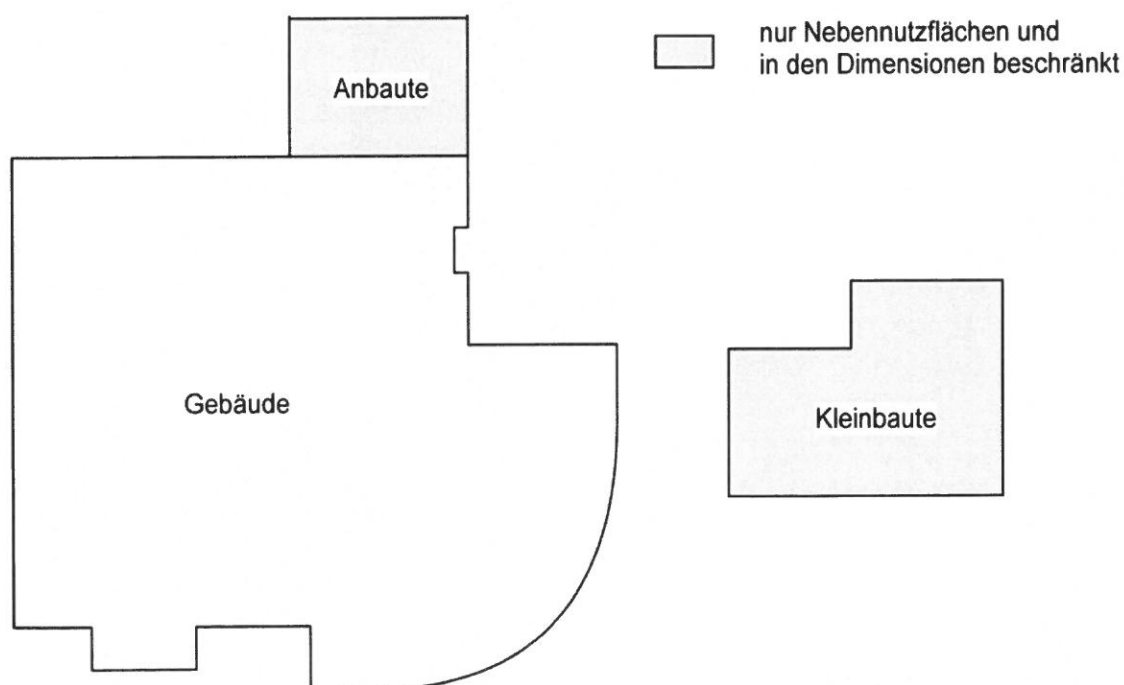 nur Nebennutzflächen und
in den Dimensionen beschränkt
Anbaute
Gebäude
Kleinbaute